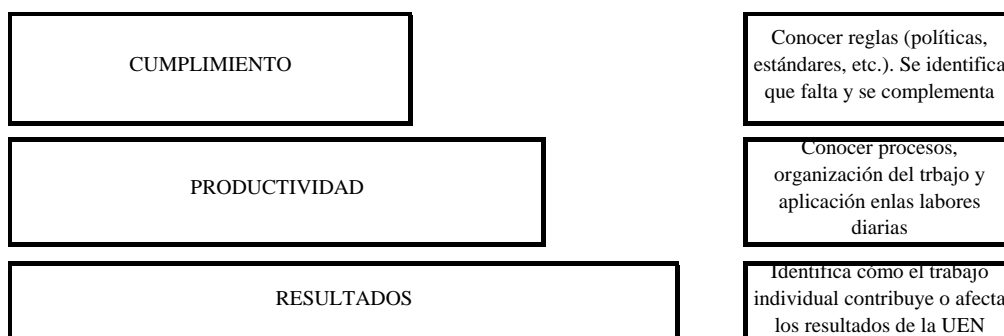 CUMPLIMIENTO
Conocer reglas (políticas,
estándares, etc.). Se identifica
que falta y se complementa
PRODUCTIVIDAD
Conocer procesos,
organización del trbajo y
aplicación enlas labores
diarias
RESULTADOS
Identifica cómo el trabajo
individual contribuye o afecta
los resultados de la UEN